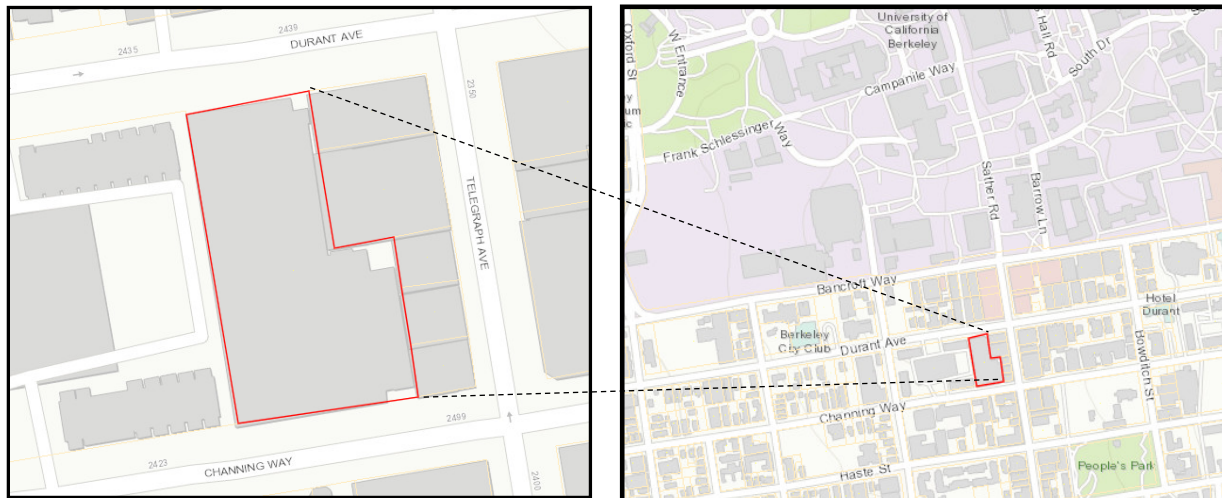 2439
DURANT AVE
2435
2350
TELEGRAPH AVE
2499
2423
CHANNING WAY
2400
University of
California
Berkeley
Oxford St
W Entrance
Hall Rd
South Dr
Campanile Way
Frank Schlessinger Way
Sather Rd
Barrow Ln
Bancroft Way
Hotel
Durant
Berkeley
City Club
Durant Ave
Bowditch St
Channing Way
People's Park
Haste St